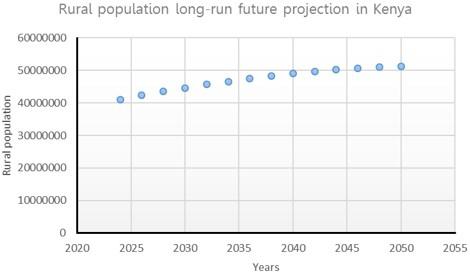 Rural population long-run future projection in Kenya
60000000
50000000
40000000
30000000
20000000
10000000
0
Rural population
2020 2025 2030 2035 2040 2045 2050 2055
Years